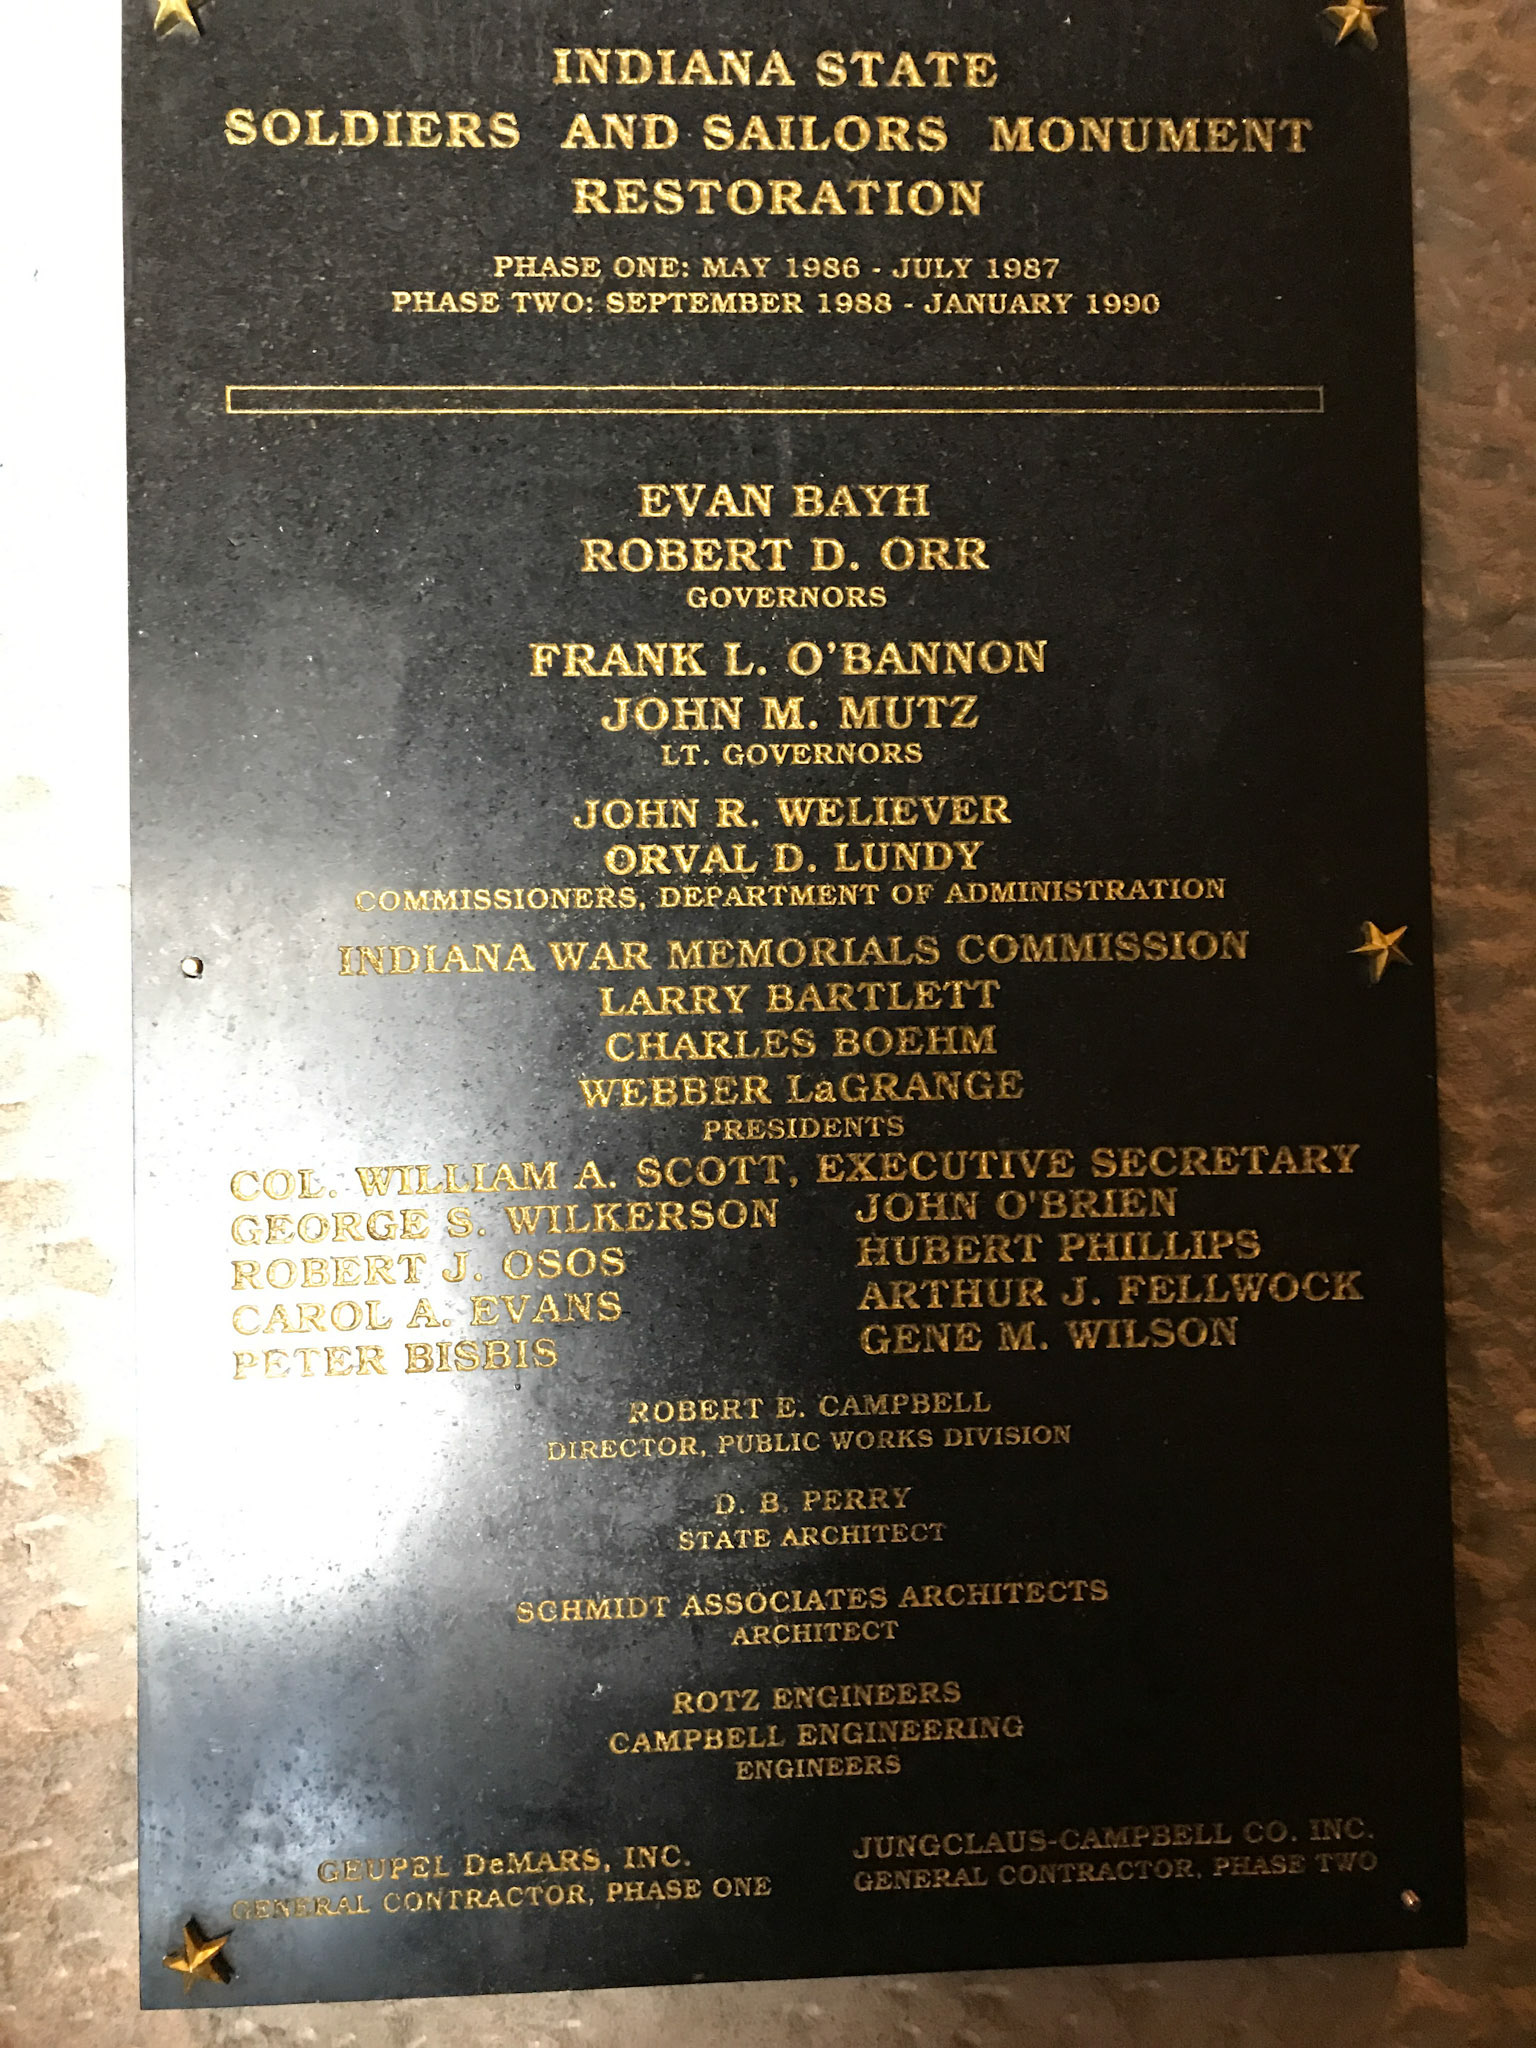 INDIANA STATE
SOLDIERS AND SAILORS MONUMENT
RESTORATION
PHASE ONE: MAY 1986 - JULY 1987
PHASE TWO: SEPTEMBER 1988 - JANUARY 1990
EVAN BAYH
ROBERT D. ORR
GOVERNORS
FRANK L. O'BANNON
JOHN M. MUTZ
LT. GOVERNORS
JOHN R. WELIEVER
ORVAL D. LUNDY
COMMISSIONERS, DEPARTMENT OF ADMINISTRATION
INDIANA WAR MEMORIALS COMMISSION
LARRY BARTLETT
CHARLES BOEHM
WEBBER LaGRANGE
PRESIDENTS
COL. WILLIAM A. SCOTT, EXECUTIVE SECRETARY
GEORGE S. WILKERSON
ROBERT J. OSOS
CAROL A. EVANS
PETER BISBIS
JOHN O'BRIEN
HUBERT PHILLIPS
ARTHUR J. FELLWOCK
GENE M. WILSON
ROBERT E. CAMPBELL
DIRECTOR, PUBLIC WORKS DIVISION
D. B. PERRY
STATE ARCHITECT
SCHMIDT ASSOCIATES ARCHITECTS
ARCHITECT
ROTZ ENGINEERS
CAMPBELL ENGINEERING
ENGINEERS
GEUPEL DeMARS, INC.
GENERAL CONTRACTOR, PHASE ONE
JUNGCLAUS-CAMPBELL CO. INC.
GENERAL CONTRACTOR, PHASE TWO